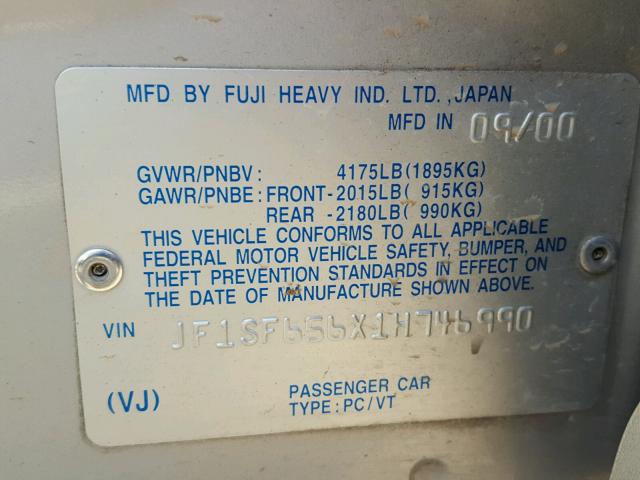 MFD BY FUJI HEAVY IND. LTD.,JAPAN
MFD IN 09/00
GVWR/PNBV: 4175LB(1895KG)
GAWR/PNBE:FRONT-2015LB( 915KG)
REAR -2180LB( 990KG)
THIS VEHICLE CONFORMS TO ALL APPLICABLE
FEDERAL MOTOR VEHICLE SAFETY, BUMPER, AND
THEFT PREVENTION STANDARDS IN EFFECT ON
THE DATE OF MANUFACTURE SHOWN ABOVE.
VIN JF1SF656X1H746990
(VJ) PASSENGER CAR
TYPE:PC/VT